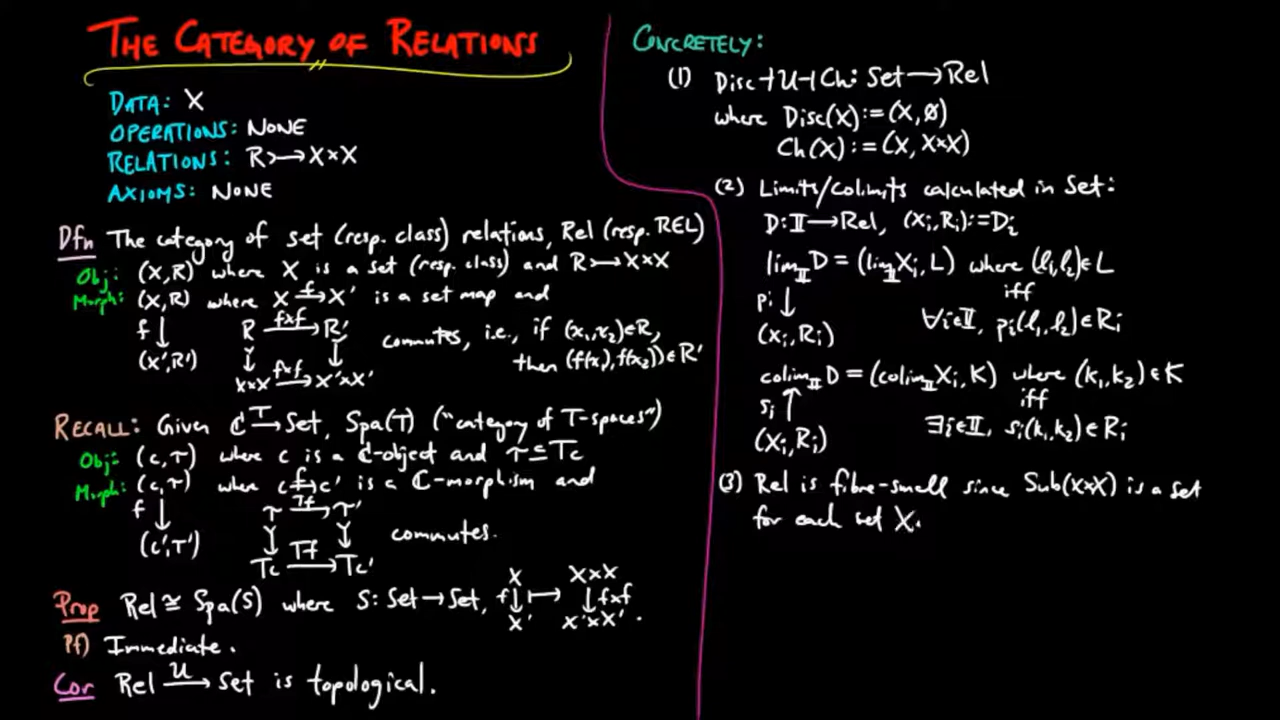 THE CATEGORY OF RELATIONS
DATA: X
OPERATIONS: NONE
RELATIONS: R↣X×X
AXIOMS: NONE
Dfn The category of set (resp. class) relations, Rel (resp. REL)
Obj: (X,R) where X is a set (resp. class) and R↣X×X
Morph: (X,R) where X -f→ X' is a set map and
f↓ R -f×f→ R' commutes, i.e., if (x₁,x₂)∈R,
(X',R') X×X -f×f→ X'×X' then (f(x₁),f(x₂))∈R'
RECALL: Given ℂ -T→ Set, Spa(T) ("category of T-spaces")
Obj: (c,τ) where c is a ℂ-object and τ⊆Tc
Morph: (c,τ) where c -f→ c' is a ℂ-morphism and
f↓ τ -Tf→ τ' commutes.
(c',τ') Tc -Tf→ Tc'
Prop Rel ≅ Spa(S) where S: Set→Set, X f↓ X' ↦ X×X ↓f×f X'×X'.
Pf) Immediate.
Cor Rel -U→ Set is topological.
CONCRETELY:
(1) Disc⊣U⊣Ch: Set⟶Rel
where Disc(X):=(X,∅)
Ch(X):=(X, X×X)
(2) Limits/colimits calculated in Set:
D:𝕀⟶Rel, (Xᵢ,Rᵢ):=Dᵢ
lim_𝕀 D = (lim_𝕀 Xᵢ, L) where (l₁,l₂)∈L
pᵢ↓ iff
(Xᵢ,Rᵢ) ∀i∈𝕀, pᵢ(l₁,l₂)∈Rᵢ
colim_𝕀 D = (colim_𝕀 Xᵢ, K) where (k₁,k₂)∈K
sᵢ↑ iff
(Xᵢ,Rᵢ) ∃i∈𝕀, sᵢ(k₁,k₂)∈Rᵢ
(3) Rel is fibre-small since Sub(X×X) is a set
for each set X.